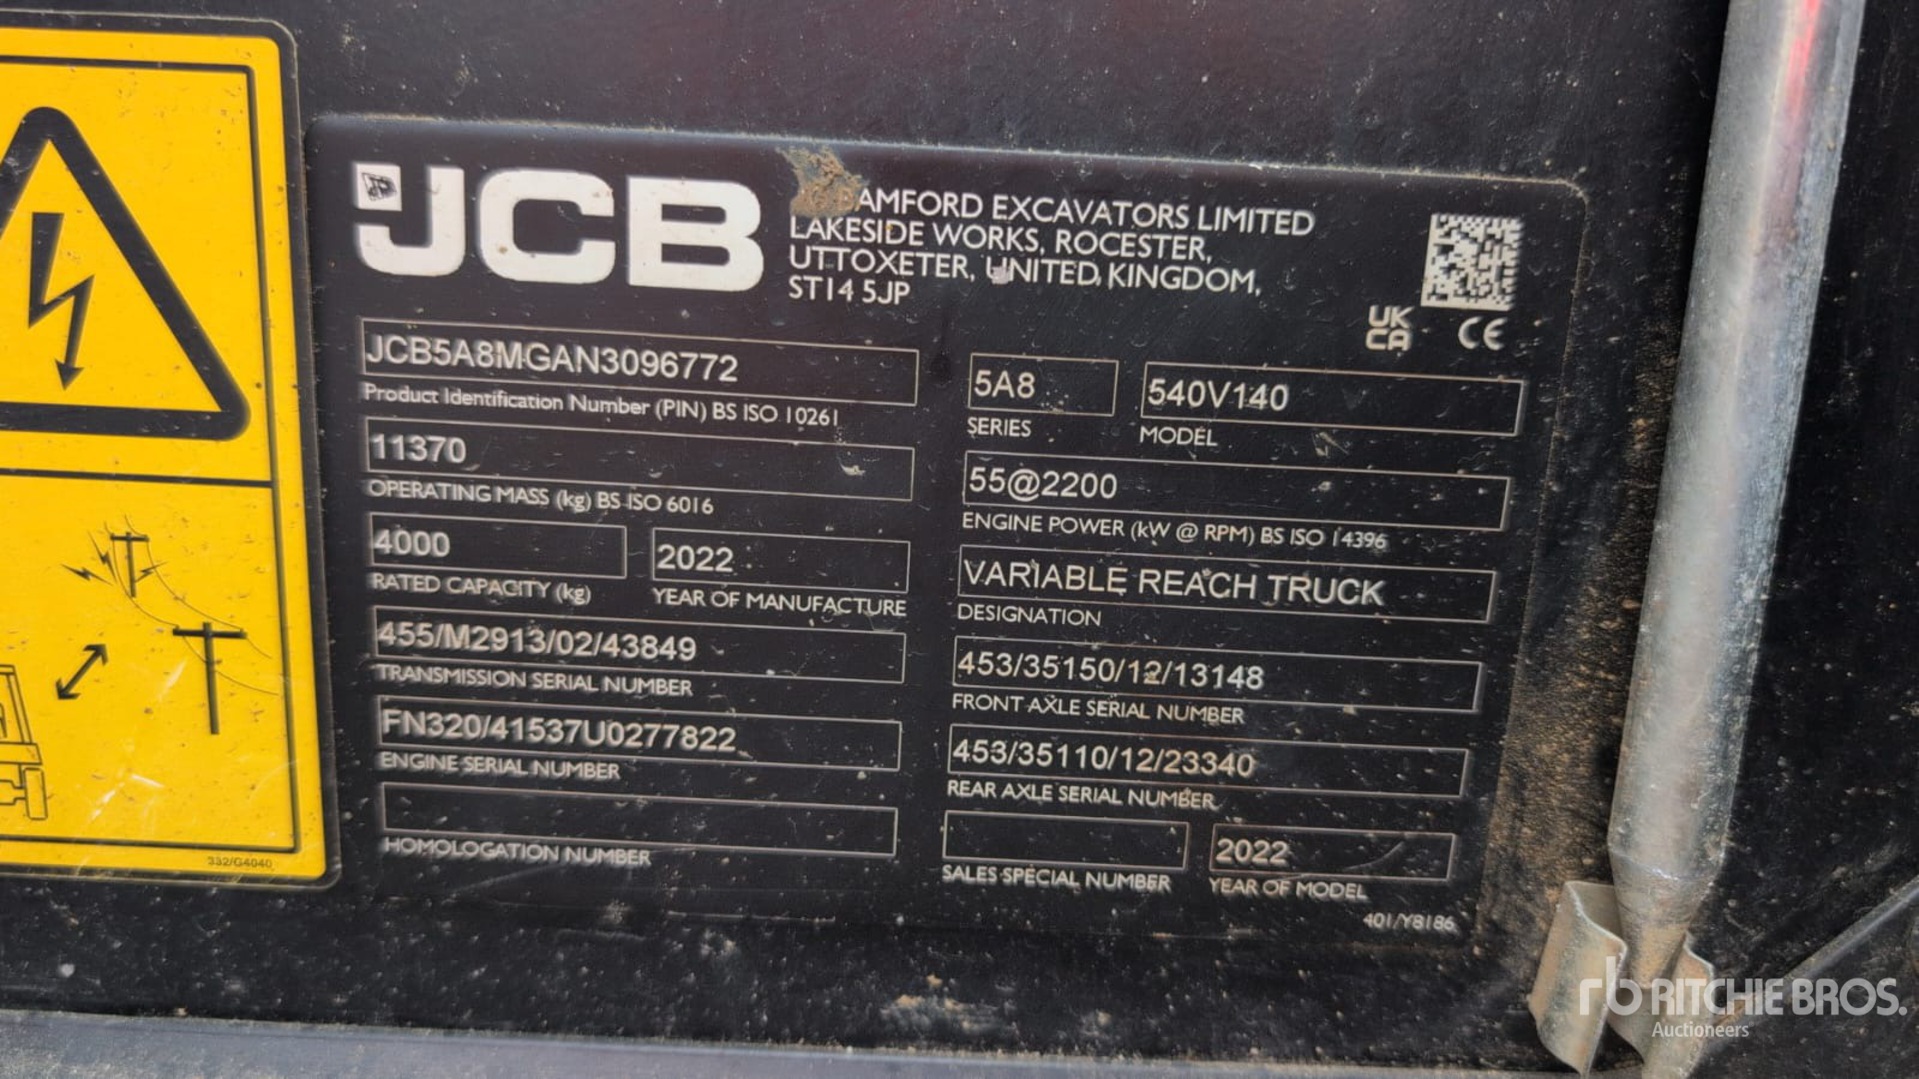 JCB
AMFORD EXCAVATORS LIMITED
LAKESIDE WORKS, ROCESTER,
UTTOXETER, UNITED KINGDOM,
ST14 5JP
UK
CA
CE
JCB5A8MGAN3096772
Product Identification Number (PIN) BS ISO 10261
5A8
SERIES
540V140
MODEL
11370
OPERATING MASS (kg) BS ISO 6016
55@2200
ENGINE POWER (kW @ RPM) BS ISO 14396
4000
RATED CAPACITY (kg)
2022
YEAR OF MANUFACTURE
VARIABLE REACH TRUCK
DESIGNATION
455/M2913/02/43849
TRANSMISSION SERIAL NUMBER
453/35150/12/13148
FRONT AXLE SERIAL NUMBER
FN320/41537U0277822
ENGINE SERIAL NUMBER
453/35110/12/23340
REAR AXLE SERIAL NUMBER
HOMOLOGATION NUMBER
SALES SPECIAL NUMBER
2022
YEAR OF MODEL
401/Y8186
332/G4040
rb RITCHIE BROS.
Auctioneers